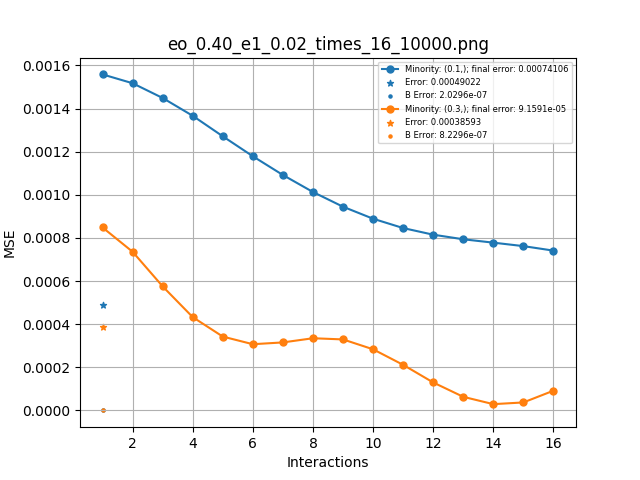 eo_0.40_e1_0.02_times_16_10000.png
Minority: (0.1,); final error: 0.00074106
Error: 0.00049022
B Error: 2.0296e-07
Minority: (0.3,); final error: 9.1591e-05
Error: 0.00038593
B Error: 8.2296e-07
MSE
0.0016
0.0014
0.0012
0.0010
0.0008
0.0006
0.0004
0.0002
0.0000
2 4 6 8 10 12 14 16
Interactions